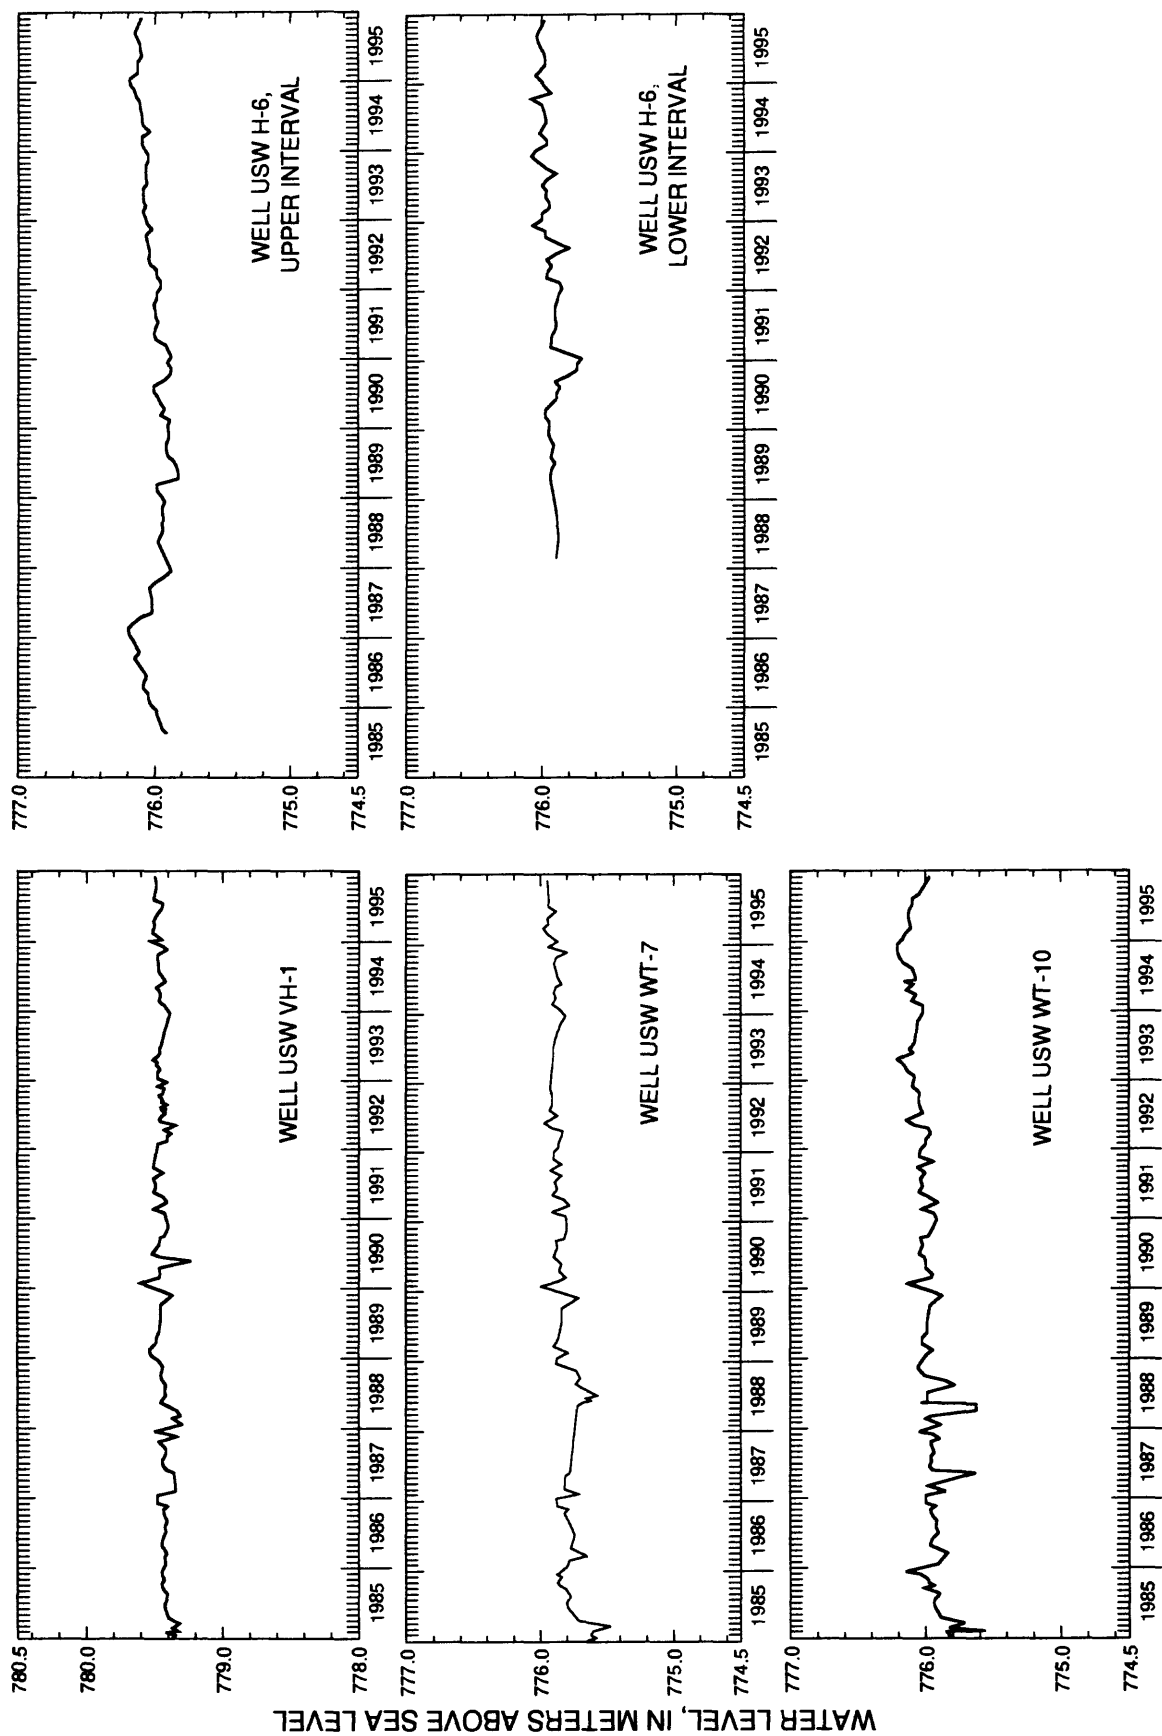 WATER LEVEL, IN METERS ABOVE SEA LEVEL
780.5
780.0
779.0
778.0
WELL USW VH-1
1985 1986 1987 1988 1989 1990 1991 1992 1993 1994 1995
777.0
776.0
775.0
774.5
WELL USW WT-7
1985 1986 1987 1988 1989 1990 1991 1992 1993 1994 1995
777.0
776.0
775.0
774.5
WELL USW WT-10
1985 1986 1987 1988 1989 1990 1991 1992 1993 1994 1995
777.0
776.0
775.0
774.5
WELL USW H-6,
UPPER INTERVAL
1985 1986 1987 1988 1989 1990 1991 1992 1993 1994 1995
777.0
776.0
775.0
774.5
WELL USW H-6,
LOWER INTERVAL
1985 1986 1987 1988 1989 1990 1991 1992 1993 1994 1995